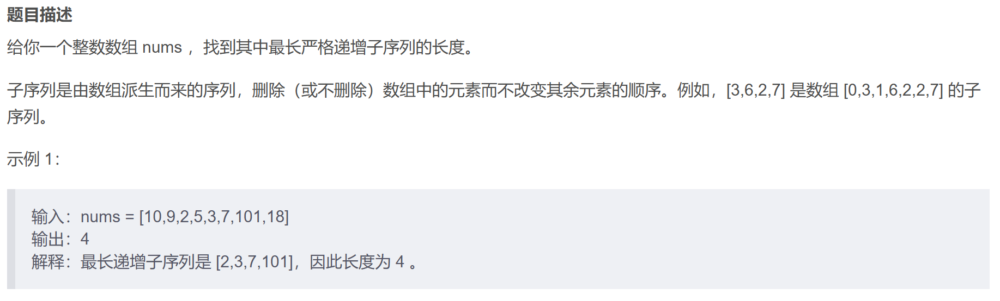 题目描述
给你一个整数数组 nums ，找到其中最长严格递增子序列的长度。
子序列是由数组派生而来的序列，删除（或不删除）数组中的元素而不改变其余元素的顺序。例如，[3,6,2,7] 是数组 [0,3,1,6,2,2,7] 的子
序列。
示例 1：
输入：nums = [10,9,2,5,3,7,101,18]
输出：4
解释：最长递增子序列是 [2,3,7,101]，因此长度为 4 。